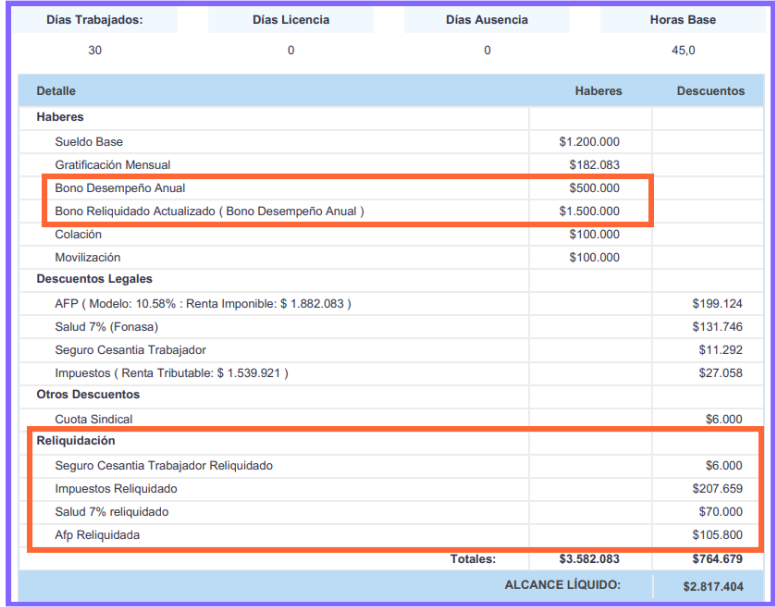 Días Trabajados: Días Licencia Días Ausencia Horas Base
30 0 0 45,0
Detalle Haberes Descuentos
Haberes
Sueldo Base $1.200.000
Gratificación Mensual $182.083
Bono Desempeño Anual $500.000
Bono Reliquidado Actualizado ( Bono Desempeño Anual ) $1.500.000
Colación $100.000
Movilización $100.000
Descuentos Legales
AFP ( Modelo: 10.58% : Renta Imponible: $ 1.882.083 ) $199.124
Salud 7% (Fonasa) $131.746
Seguro Cesantia Trabajador $11.292
Impuestos ( Renta Tributable: $ 1.539.921 ) $27.058
Otros Descuentos
Cuota Sindical $6.000
Reliquidación
Seguro Cesantia Trabajador Reliquidado $6.000
Impuestos Reliquidado $207.659
Salud 7% reliquidado $70.000
Afp Reliquidada $105.800
Totales: $3.582.083 $764.679
ALCANCE LÍQUIDO: $2.817.404